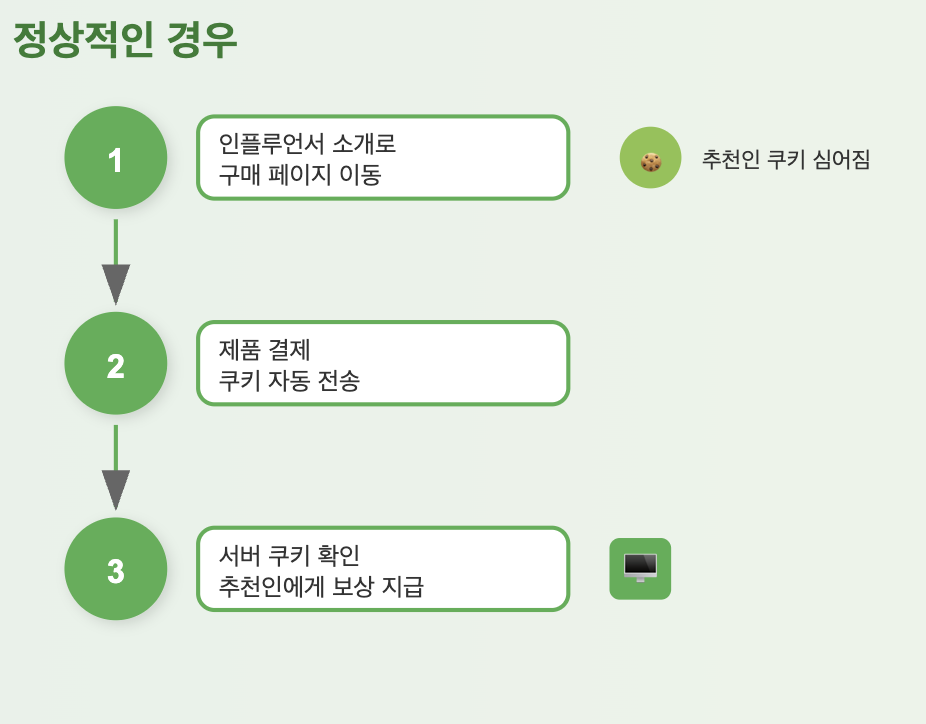 정상적인 경우
1
인플루언서 소개로
구매 페이지 이동
추천인 쿠키 심어짐
2
제품 결제
쿠키 자동 전송
3
서버 쿠키 확인
추천인에게 보상 지급